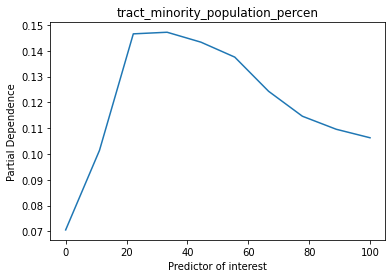 tract_minority_population_percen
0.15
0.14
0.13
0.12
0.11
0.10
0.09
0.08
0.07
Partial Dependence
0 20 40 60 80 100
Predictor of interest